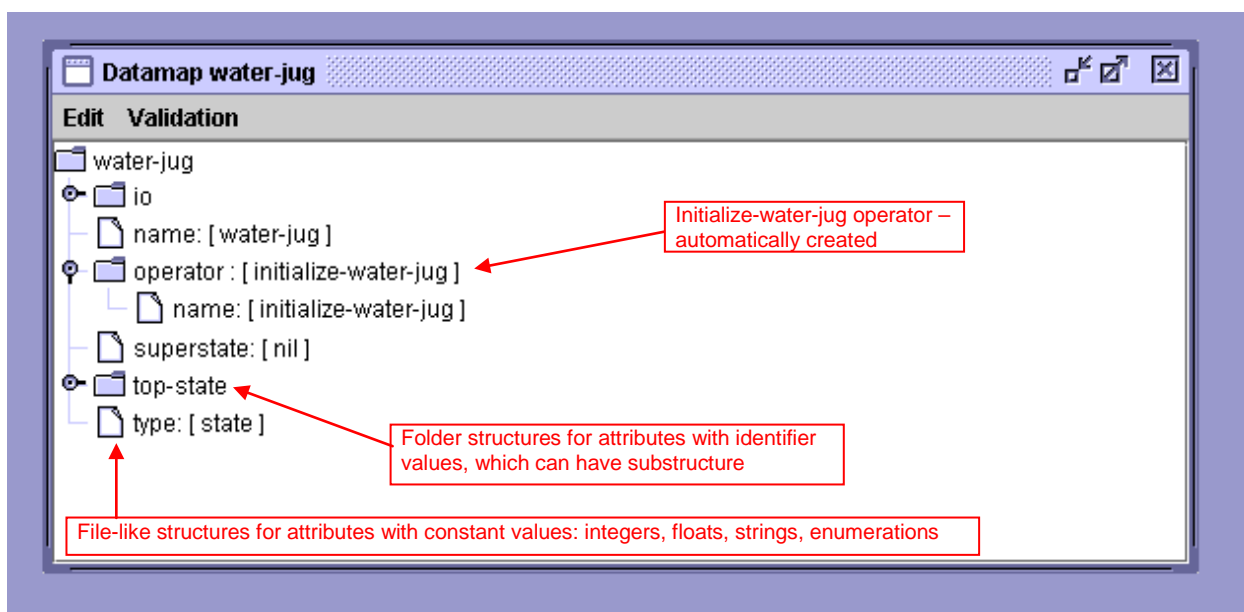 Datamap water-jug
Edit Validation
water-jug
io
name: [ water-jug ]
Initialize-water-jug operator –
automatically created
operator : [ initialize-water-jug ]
name: [ initialize-water-jug ]
superstate: [ nil ]
top-state
type: [ state ]
Folder structures for attributes with identifier
values, which can have substructure
File-like structures for attributes with constant values: integers, floats, strings, enumerations